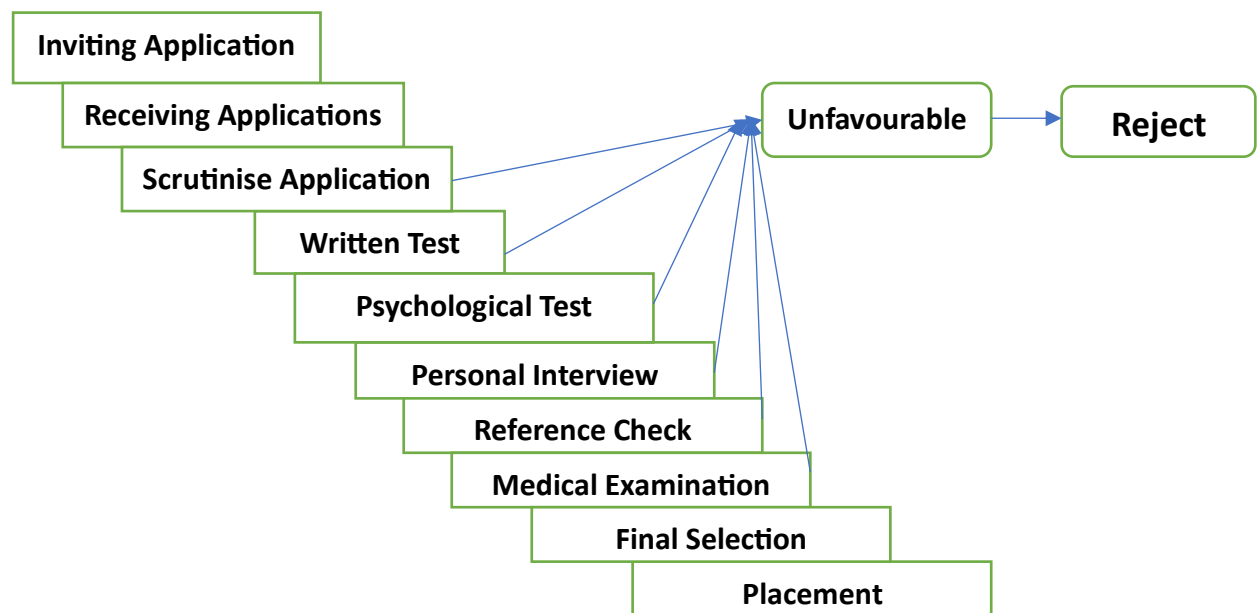 Inviting Application
Receiving Applications
Unfavourable
Reject
Scrutinise Application
Written Test
Psychological Test
Personal Interview
Reference Check
Medical Examination
Final Selection
Placement